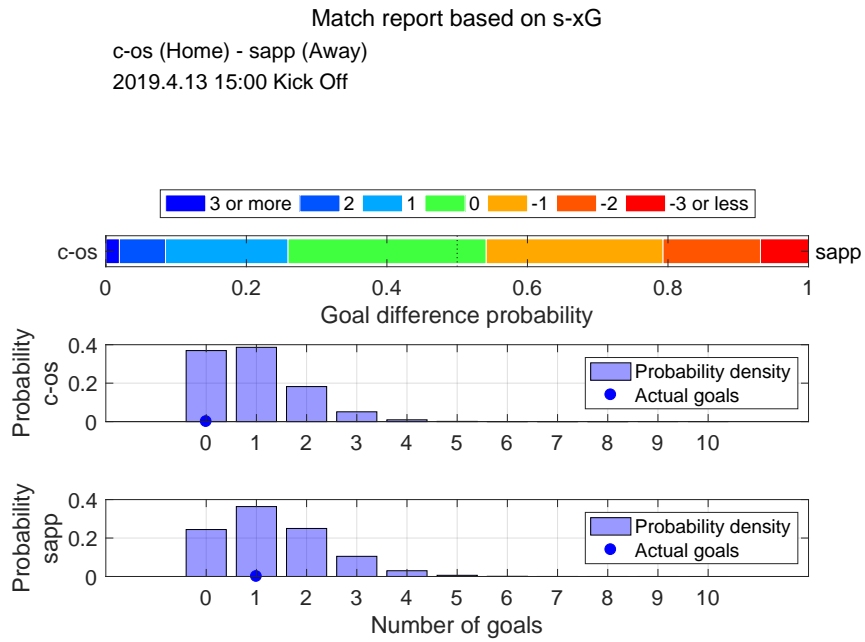 Match report based on s-xG
c-os (Home) - sapp (Away)
2019.4.13 15:00 Kick Off
3 or more 2 1 0 -1 -2 -3 or less
c-os sapp
0 0.2 0.4 0.6 0.8 1
Goal difference probability
Probability
c-os
0.4
0.2
0
Probability density
Actual goals
0 1 2 3 4 5 6 7 8 9 10
Probability
sapp
0.4
0.2
0
Probability density
Actual goals
0 1 2 3 4 5 6 7 8 9 10
Number of goals